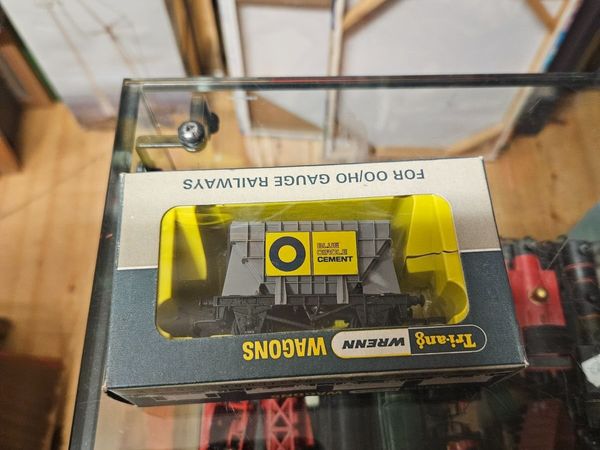 FOR OO/HO GAUGE RAILWAYS
BLUE
CIRCLE
CEMENT
Tri-ang WRENN WAGONS